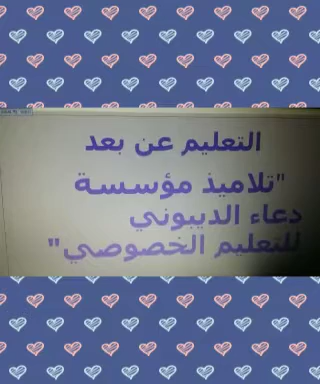 التعليم عن بعد
"تلاميذ مؤسسة
دعاء الديبوني
للتعليم الخصوصي"